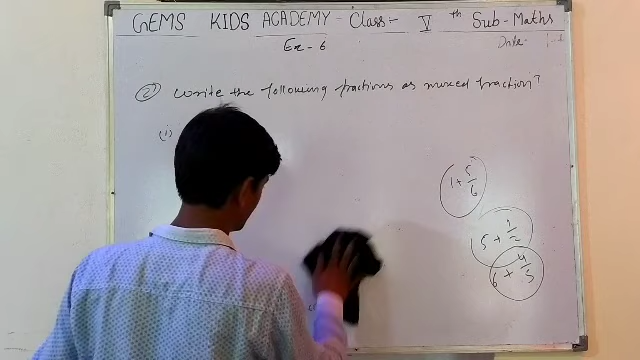 GEMS KIDS ACADEMY - Class - V th Sub - Maths
Ex - 6
Date -
(2) Write the following fractions as mixed fraction?
(i)
1 + 5/6
5 + 1/2
6 + 4/5